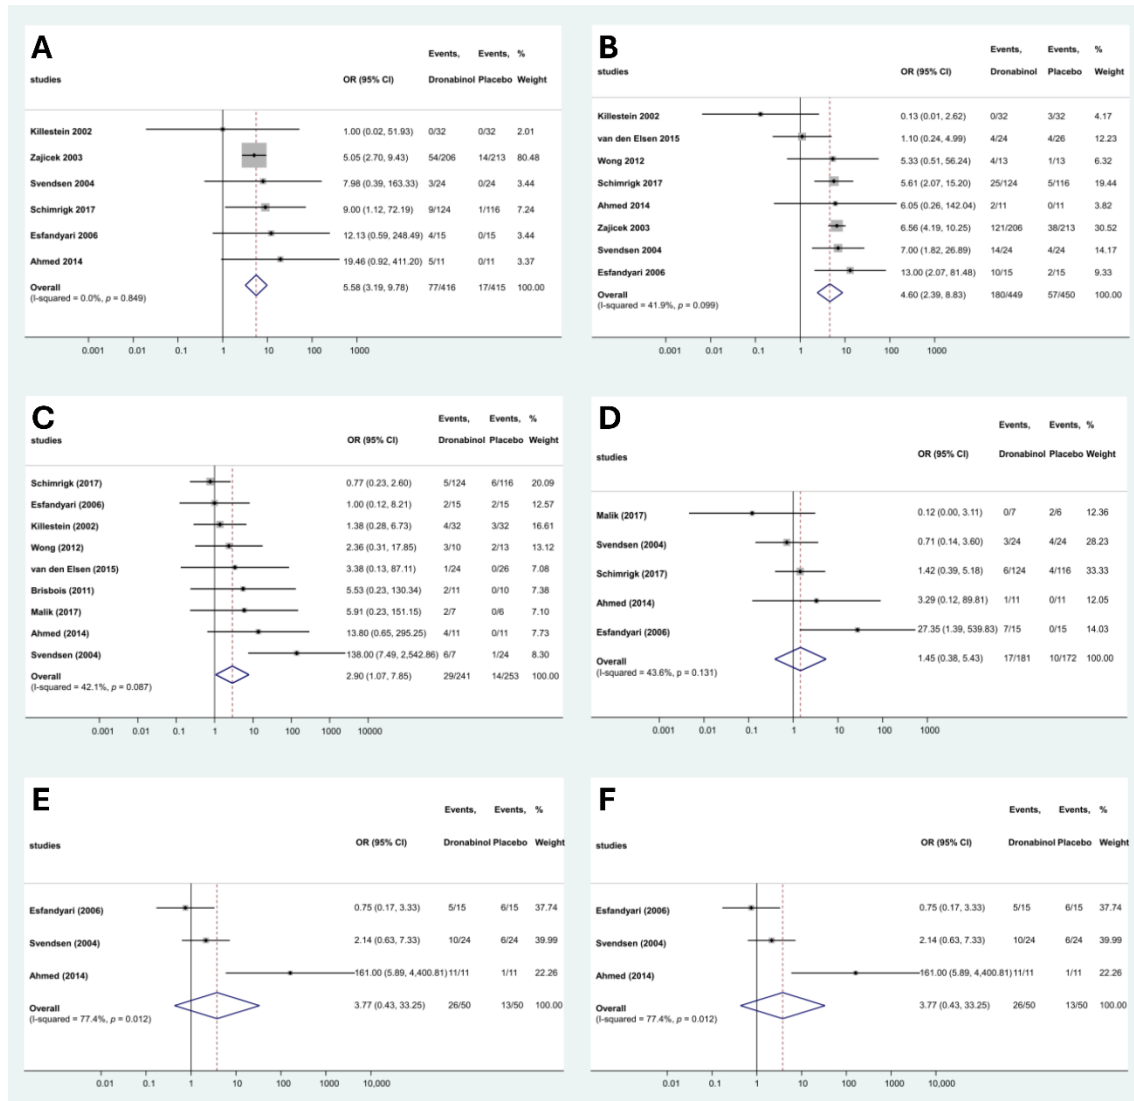 A
Events, Events, %
studies OR (95% CI) Dronabinol Placebo Weight
Killestein 2002 1.00 (0.02, 51.93) 0/32 0/32 2.01
Zajicek 2003 5.05 (2.70, 9.43) 54/206 14/213 80.48
Svendsen 2004 7.98 (0.39, 163.33) 3/24 0/24 3.44
Schimrigk 2017 9.00 (1.12, 72.19) 9/124 1/116 7.24
Esfandyari 2006 12.13 (0.59, 248.49) 4/15 0/15 3.44
Ahmed 2014 19.46 (0.92, 411.20) 5/11 0/11 3.37
Overall 5.58 (3.19, 9.78) 77/416 17/415 100.00
(I-squared = 0.0%, p = 0.849)
0.001 0.01 0.1 1 10 100 1000
B
Events, Events, %
studies OR (95% CI) Dronabinol Placebo Weight
Killestein 2002 0.13 (0.01, 2.62) 0/32 3/32 4.17
van den Elsen 2015 1.10 (0.24, 4.99) 4/24 4/26 12.23
Wong 2012 5.33 (0.51, 56.24) 4/13 1/13 6.32
Schimrigk 2017 5.61 (2.07, 15.20) 25/124 5/116 19.44
Ahmed 2014 6.05 (0.26, 142.04) 2/11 0/11 3.82
Zajicek 2003 6.56 (4.19, 10.25) 121/206 38/213 30.52
Svendsen 2004 7.00 (1.82, 26.89) 14/24 4/24 14.17
Esfandyari 2006 13.00 (2.07, 81.48) 10/15 2/15 9.33
Overall 4.60 (2.39, 8.83) 180/449 57/450 100.00
(I-squared = 41.9%, p = 0.099)
0.001 0.01 0.1 1 10 100 1000
C
Events, Events, %
studies OR (95% CI) Dronabinol Placebo Weight
Schimrigk (2017) 0.77 (0.23, 2.60) 5/124 6/116 20.09
Esfandyari (2006) 1.00 (0.12, 8.21) 2/15 2/15 12.57
Killestein (2002) 1.38 (0.28, 6.73) 4/32 3/32 16.61
Wong (2012) 2.36 (0.31, 17.85) 3/10 2/13 13.12
van den Elsen (2015) 3.38 (0.13, 87.11) 1/24 0/26 7.08
Brisbois (2011) 5.53 (0.23, 130.34) 2/11 0/10 7.38
Malik (2017) 5.91 (0.23, 151.15) 2/7 0/6 7.10
Ahmed (2014) 13.80 (0.65, 295.25) 4/11 0/11 7.73
Svendsen (2004) 138.00 (7.49, 2,542.86) 6/7 1/24 8.30
Overall 2.90 (1.07, 7.85) 29/241 14/253 100.00
(I-squared = 42.1%, p = 0.087)
0.001 0.01 0.1 1 10 100 1000 10000
D
Events, Events, %
studies OR (95% CI) Dronabinol Placebo Weight
Malik (2017) 0.12 (0.00, 3.11) 0/7 2/6 12.36
Svendsen (2004) 0.71 (0.14, 3.60) 3/24 4/24 28.23
Schimrigk (2017) 1.42 (0.39, 5.18) 6/124 4/116 33.33
Ahmed (2014) 3.29 (0.12, 89.81) 1/11 0/11 12.05
Esfandyari (2006) 27.35 (1.39, 539.83) 7/15 0/15 14.03
Overall 1.45 (0.38, 5.43) 17/181 10/172 100.00
(I-squared = 43.6%, p = 0.131)
0.001 0.01 0.1 1 10 100 1000
E
Events, Events, %
studies OR (95% CI) Dronabinol Placebo Weight
Esfandyari (2006) 0.75 (0.17, 3.33) 5/15 6/15 37.74
Svendsen (2004) 2.14 (0.63, 7.33) 10/24 6/24 39.99
Ahmed (2014) 161.00 (5.89, 4,400.81) 11/11 1/11 22.26
Overall 3.77 (0.43, 33.25) 26/50 13/50 100.00
(I-squared = 77.4%, p = 0.012)
0.01 0.1 1 10 100 1000 10,000
F
Events, Events, %
studies OR (95% CI) Dronabinol Placebo Weight
Esfandyari (2006) 0.75 (0.17, 3.33) 5/15 6/15 37.74
Svendsen (2004) 2.14 (0.63, 7.33) 10/24 6/24 39.99
Ahmed (2014) 161.00 (5.89, 4,400.81) 11/11 1/11 22.26
Overall 3.77 (0.43, 33.25) 26/50 13/50 100.00
(I-squared = 77.4%, p = 0.012)
0.01 0.1 1 10 100 1000 10,000